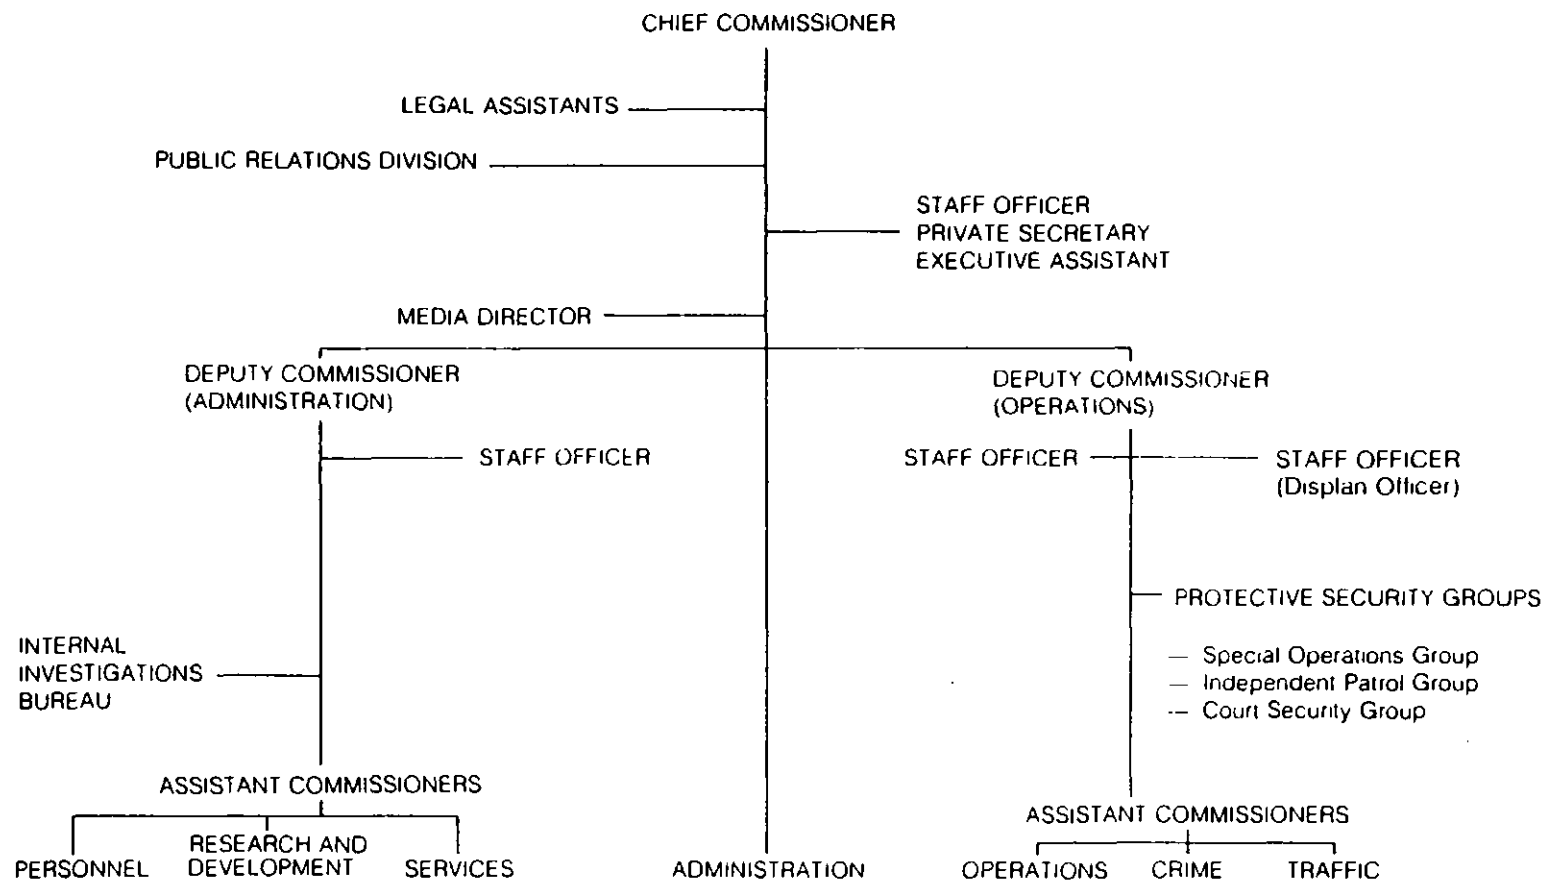 CHIEF COMMISSIONER
LEGAL ASSISTANTS
PUBLIC RELATIONS DIVISION
STAFF OFFICER
PRIVATE SECRETARY
EXECUTIVE ASSISTANT
MEDIA DIRECTOR
DEPUTY COMMISSIONER
(ADMINISTRATION)
DEPUTY COMMISSIONER
(OPERATIONS)
STAFF OFFICER
STAFF OFFICER
STAFF OFFICER
(Displan Officer)
PROTECTIVE SECURITY GROUPS
— Special Operations Group
— Independent Patrol Group
— Court Security Group
INTERNAL
INVESTIGATIONS
BUREAU
ASSISTANT COMMISSIONERS
PERSONNEL
RESEARCH AND
DEVELOPMENT
SERVICES
ADMINISTRATION
ASSISTANT COMMISSIONERS
OPERATIONS
CRIME
TRAFFIC